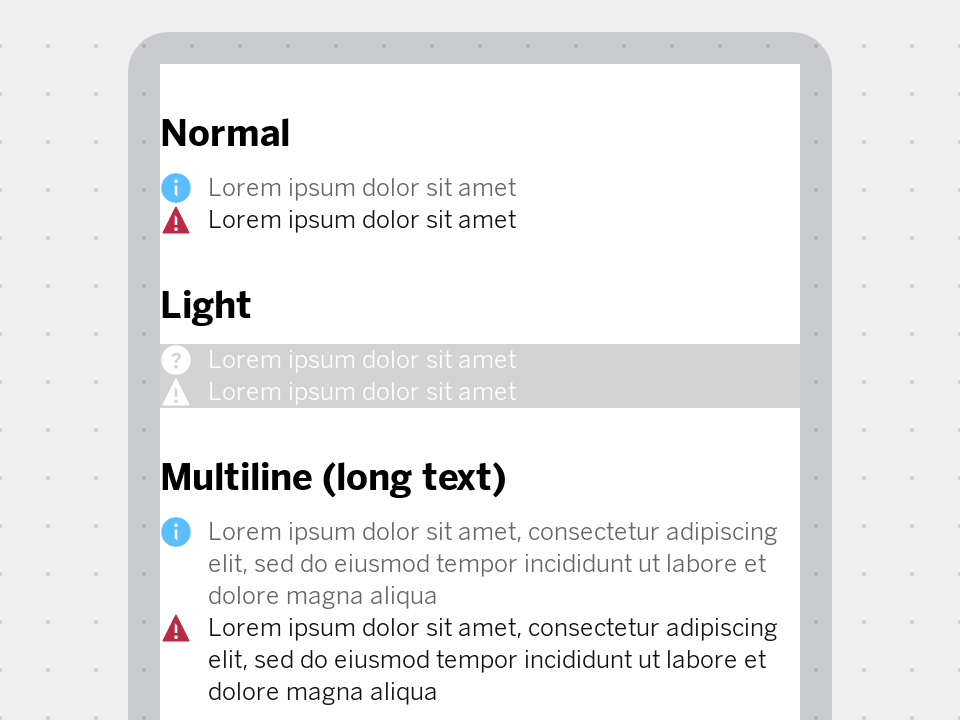 Normal
Lorem ipsum dolor sit amet
Lorem ipsum dolor sit amet
Light
Lorem ipsum dolor sit amet
Lorem ipsum dolor sit amet
Multiline (long text)
Lorem ipsum dolor sit amet, consectetur adipiscing
elit, sed do eiusmod tempor incididunt ut labore et
dolore magna aliqua
Lorem ipsum dolor sit amet, consectetur adipiscing
elit, sed do eiusmod tempor incididunt ut labore et
dolore magna aliqua